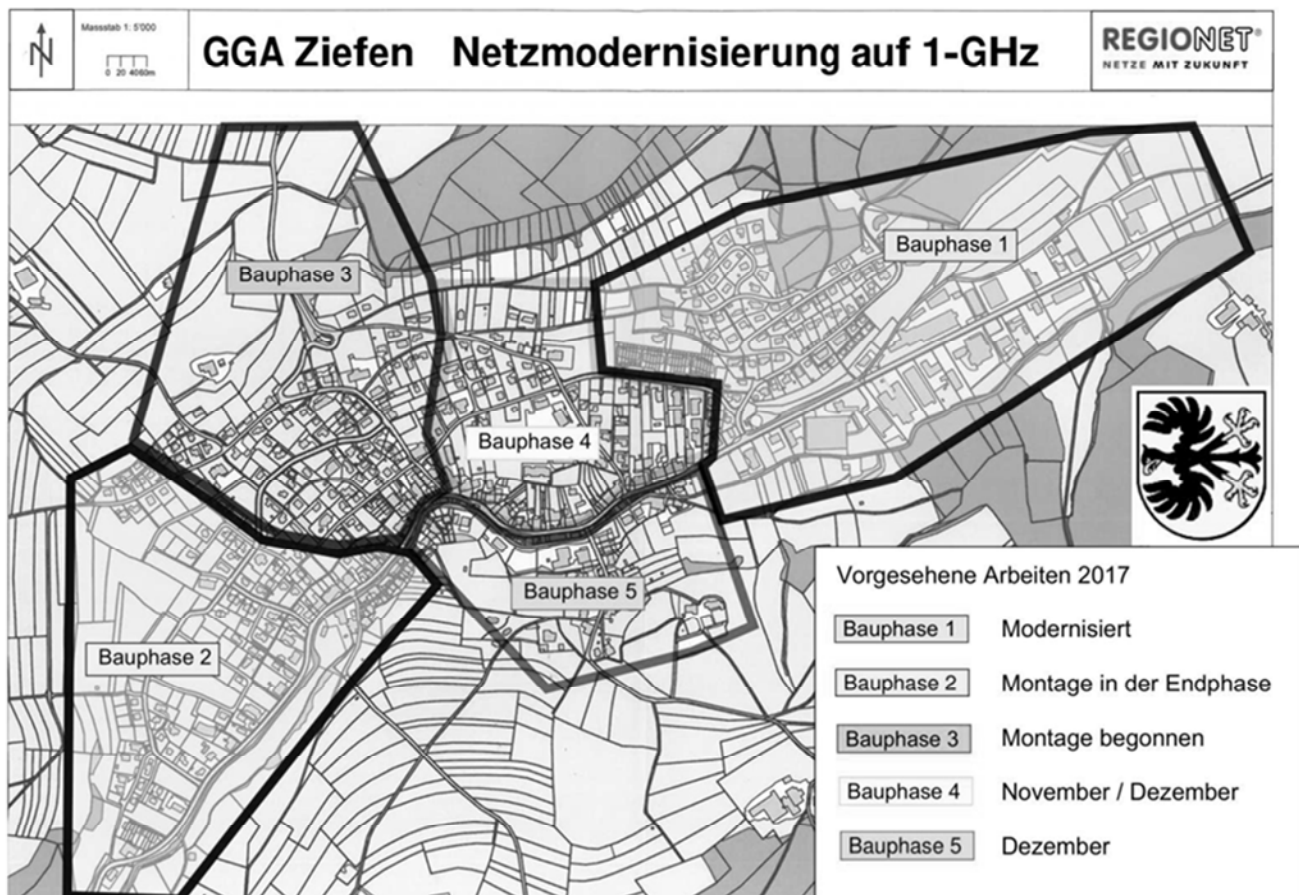 N
Massstab 1: 5'000
0 20 40 60m
GGA Ziefen Netzmodernisierung auf 1-GHz
REGIONET®
NETZE MIT ZUKUNFT
Bauphase 1
Bauphase 3
Bauphase 4
Bauphase 5
Bauphase 2
Vorgesehene Arbeiten 2017
Bauphase 1 Modernisiert
Bauphase 2 Montage in der Endphase
Bauphase 3 Montage begonnen
Bauphase 4 November / Dezember
Bauphase 5 Dezember